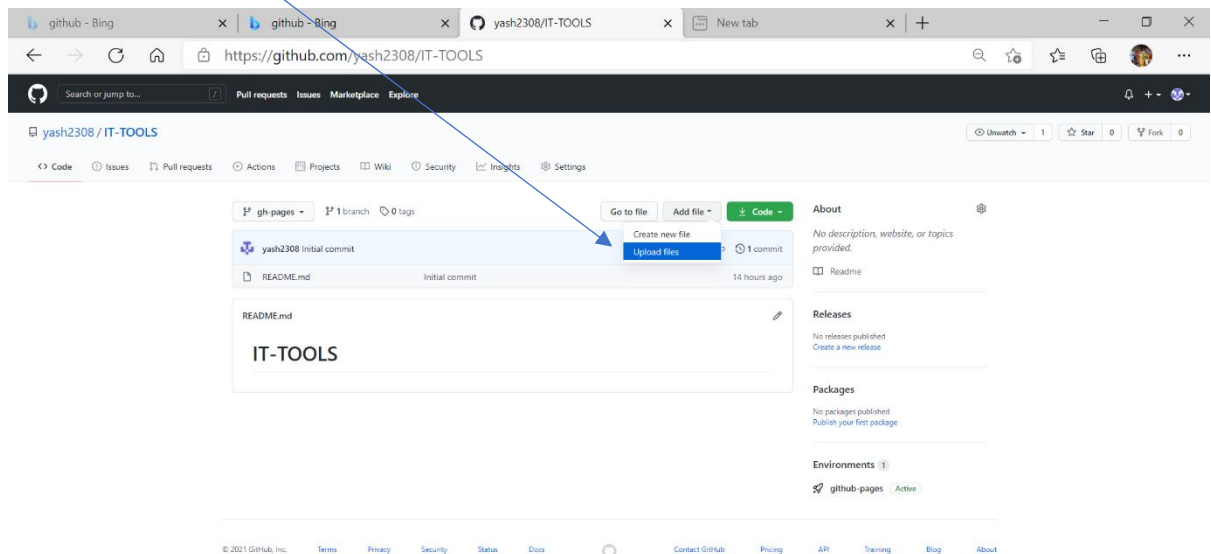 github - Bing github - Bing yash2308/IT-TOOLS New tab
https://github.com/yash2308/IT-TOOLS
Search or jump to... / Pull requests Issues Marketplace Explore
yash2308 / IT-TOOLS Unwatch 1 Star 0 Fork 0
<> Code Issues Pull requests Actions Projects Wiki Security Insights Settings
gh-pages 1 branch 0 tags Go to file Add file Code
Create new file
Upload files
yash2308 Initial commit 1 commit
README.md Initial commit 14 hours ago
README.md
IT-TOOLS
About
No description, website, or topics
provided.
Readme
Releases
No releases published
Create a new release
Packages
No packages published
Publish your first package
Environments 1
github-pages Active
© 2021 GitHub, Inc. Terms Privacy Security Status Docs Contact GitHub Pricing API Training Blog About